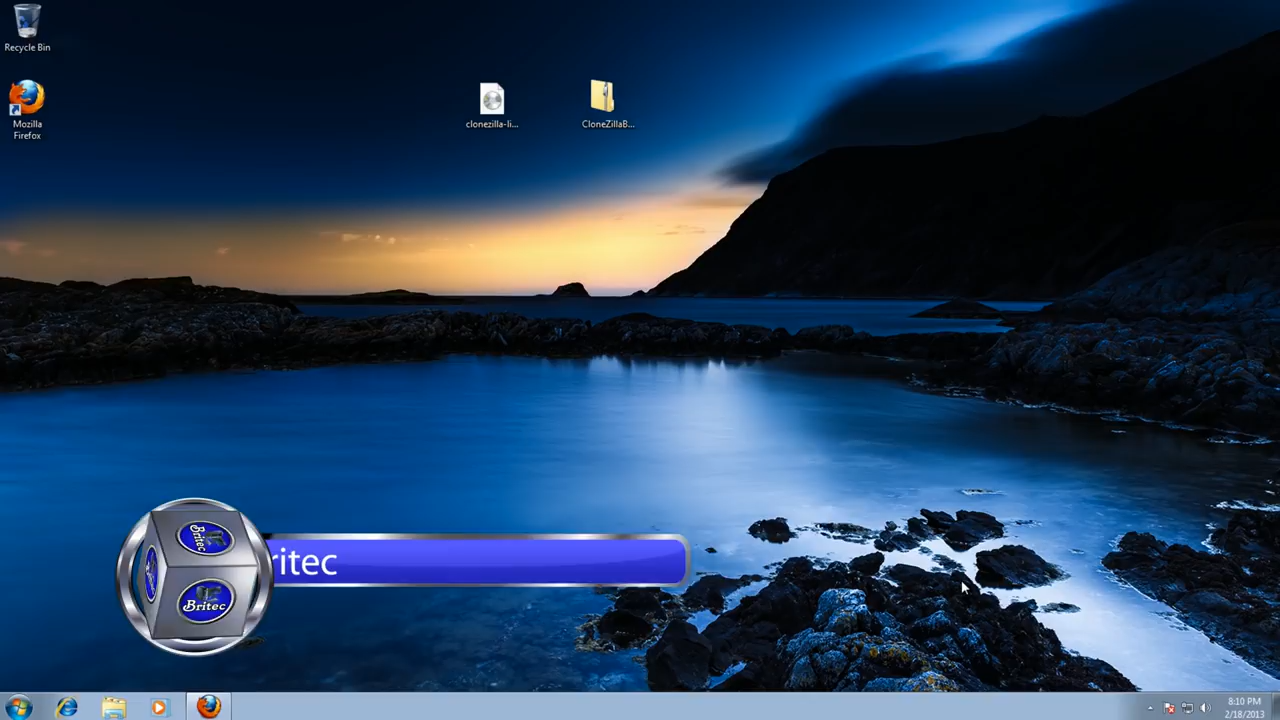 Recycle Bin
Mozilla
Firefox
clonezilla-li...
CloneZillaB...
Britec
Britec
ritec
8:10 PM
2/18/2013